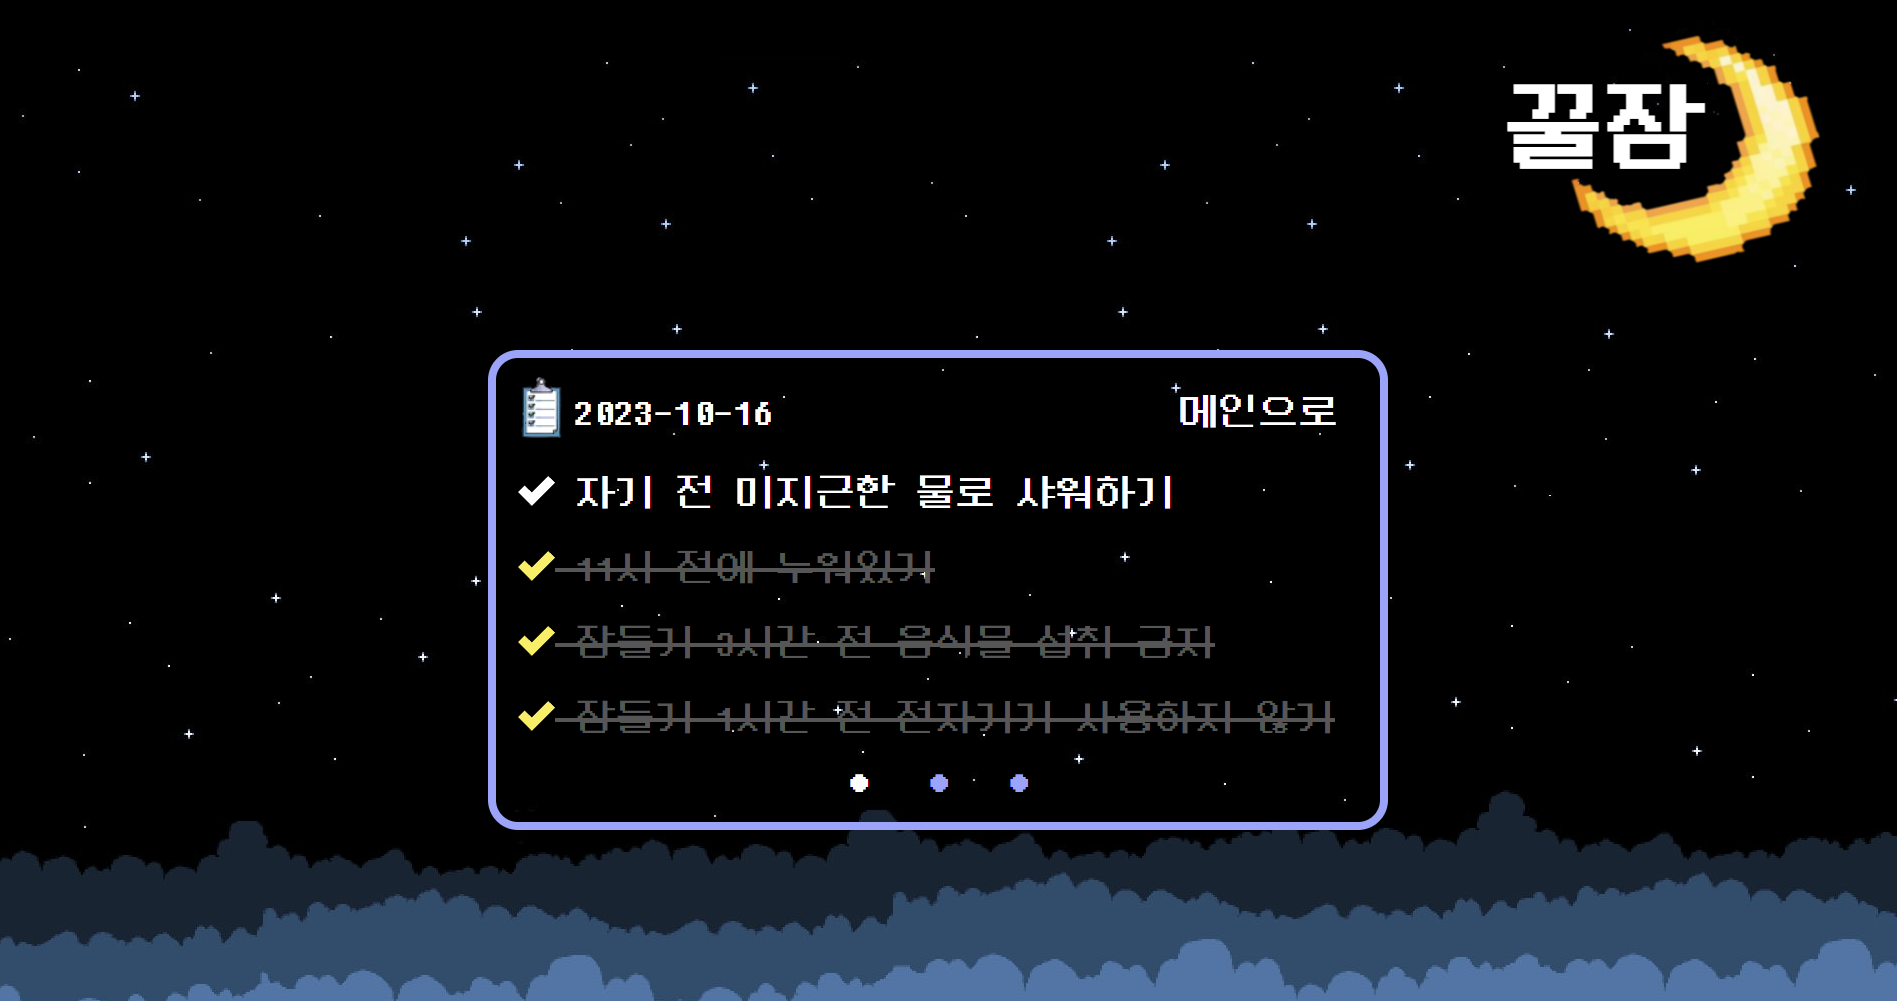 꿀잠
2023-10-16
메인으로
자기 전 미지근한 물로 샤워하기
11시 전에 누워있기
잠들기 3시간 전 음식물 섭취 금지
잠들기 1시간 전 전자기기 사용하지 않기